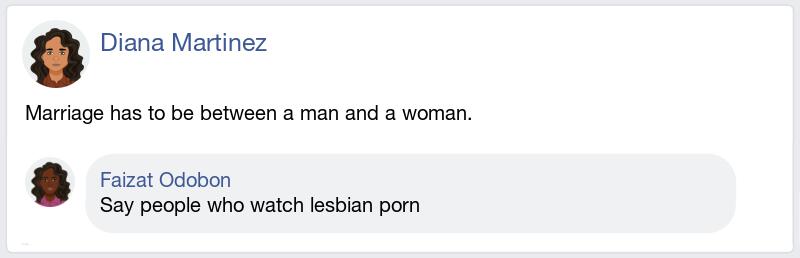 Diana Martinez
Marriage has to be between a man and a woman.
Faizat Odobon
Say people who watch lesbian porn